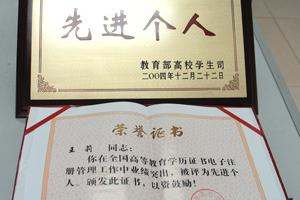 先进个人
教育部高校学生司
二〇〇四年十二月二十二日
荣誉证书
王莉 同志:
你在全国高等教育学历证书电子注
册管理工作中业绩突出,被评为先进个
人。颁发此证书,以资鼓励!